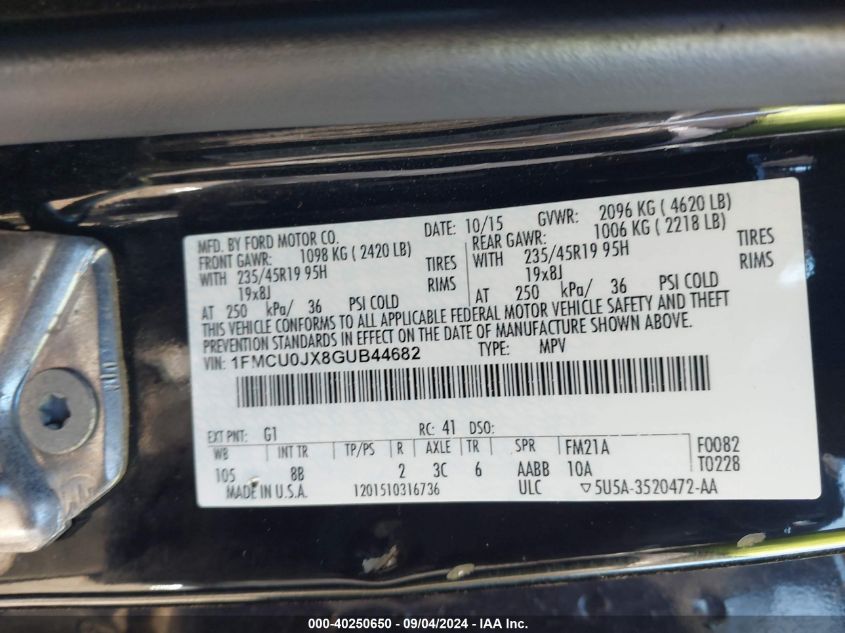 MFD. BY FORD MOTOR CO.
DATE: 10/15 GVWR: 2096 KG ( 4620 LB)
FRONT GAWR: 1098 KG ( 2420 LB) REAR GAWR: 1006 KG ( 2218 LB)
WITH 235/45R19 95H TIRES WITH 235/45R19 95H TIRES
19x8J RIMS 19x8J RIMS
AT 250 kPa/ 36 PSI COLD AT 250 kPa/ 36 PSI COLD
THIS VEHICLE CONFORMS TO ALL APPLICABLE FEDERAL MOTOR VEHICLE SAFETY AND THEFT
PREVENTION STANDARDS IN EFFECT ON THE DATE OF MANUFACTURE SHOWN ABOVE.
VIN: 1FMCU0JX8GUB44682 TYPE: MPV
EXT PNT: G1 RC: 41 DSO:
WB INT TR TP/PS R AXLE TR SPR FM21A F0082
105 8B 2 3C 6 AABB 10A T0228
MADE IN U.S.A. 1201510316736 ULC ▽5U5A-3520472-AA
000-40250650 - 09/04/2024 - IAA Inc.